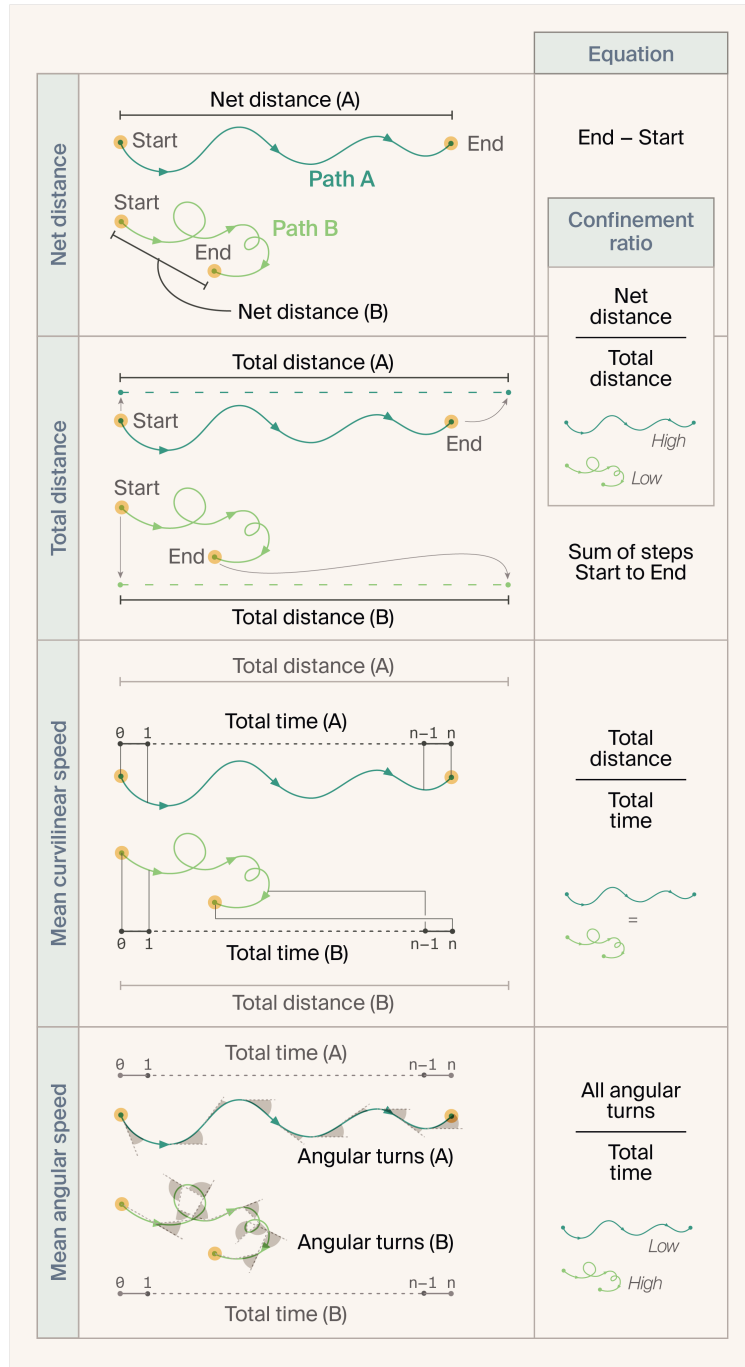 Equation
Net distance
Net distance (A)
Start
End
Path A
Start
Path B
End
Net distance (B)
End – Start
Confinement
ratio
Net
distance
Total
distance
High
Low
Total distance
Total distance (A)
Start
End
Start
End
Total distance (B)
Sum of steps
Start to End
Mean curvilinear speed
Total distance (A)
Total time (A)
0 1 n-1 n
0 1 n-1 n
Total time (B)
Total distance (B)
Total
distance
Total
time
=
Mean angular speed
Total time (A)
0 1 n-1 n
Angular turns (A)
Angular turns (B)
0 1 n-1 n
Total time (B)
All angular
turns
Total
time
Low
High